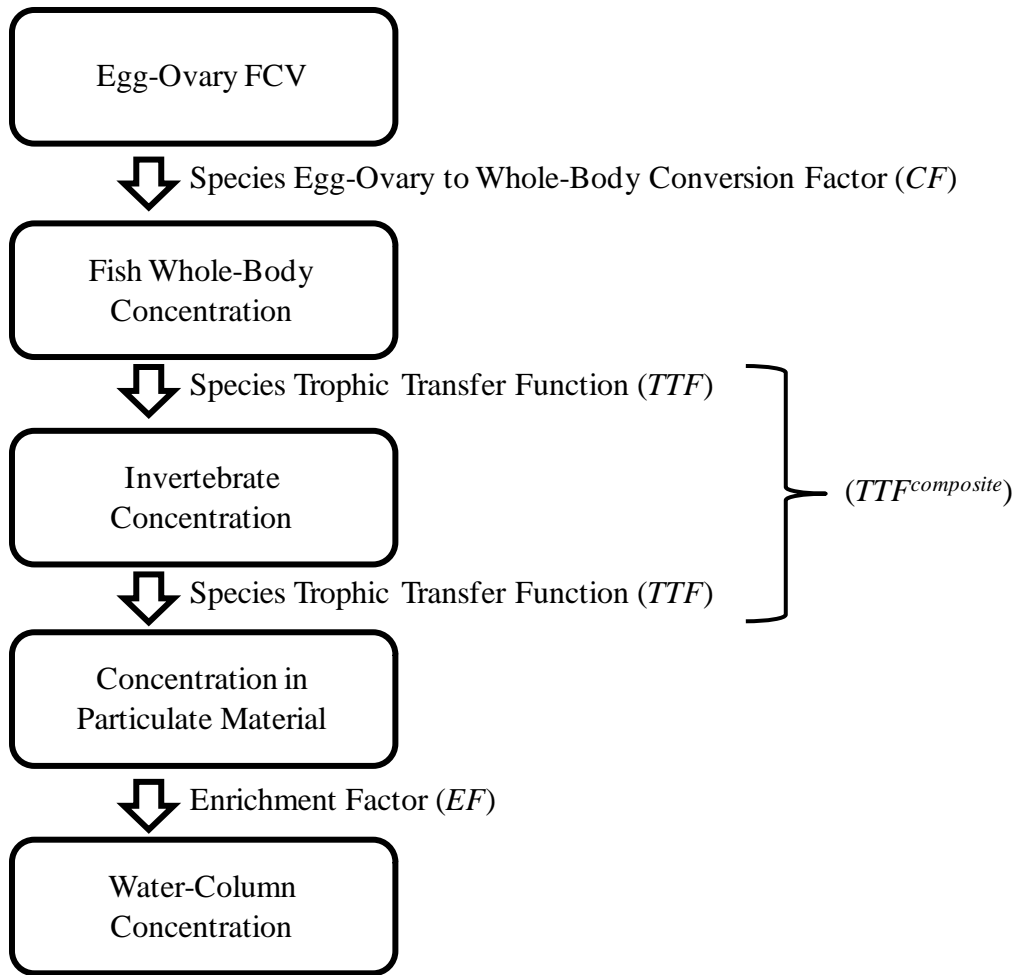 Egg-Ovary FCV
Species Egg-Ovary to Whole-Body Conversion Factor (CF)
Fish Whole-Body
Concentration
Species Trophic Transfer Function (TTF)
Invertebrate
Concentration
(TTFcomposite)
Species Trophic Transfer Function (TTF)
Concentration in
Particulate Material
Enrichment Factor (EF)
Water-Column
Concentration